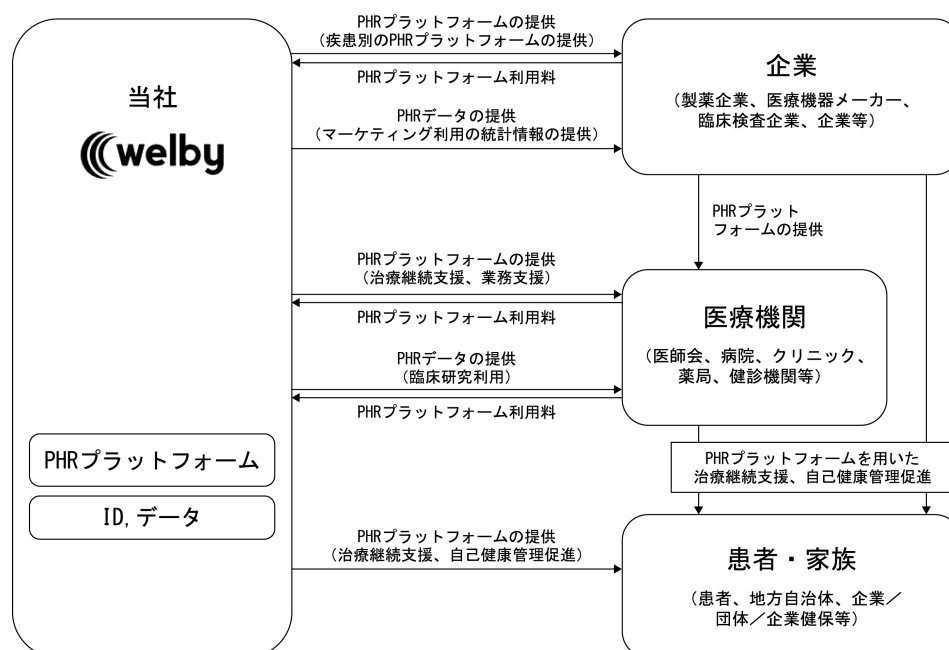 当社
welby
PHRプラットフォーム
ID,データ
PHRプラットフォームの提供
（疾患別のPHRプラットフォームの提供）
PHRプラットフォーム利用料
PHRデータの提供
（マーケティング利用の統計情報の提供）
企業
（製薬企業、医療機器メーカー、
臨床検査企業、企業等）
PHRプラット
フォームの提供
PHRプラットフォームの提供
（治療継続支援、業務支援）
PHRプラットフォーム利用料
PHRデータの提供
（臨床研究利用）
PHRプラットフォーム利用料
医療機関
（医師会、病院、クリニック、
薬局、健診機関等）
PHRプラットフォームを用いた
治療継続支援、自己健康管理促進
PHRプラットフォームの提供
（治療継続支援、自己健康管理促進）
患者・家族
（患者、地方自治体、企業／
団体／企業健保等）